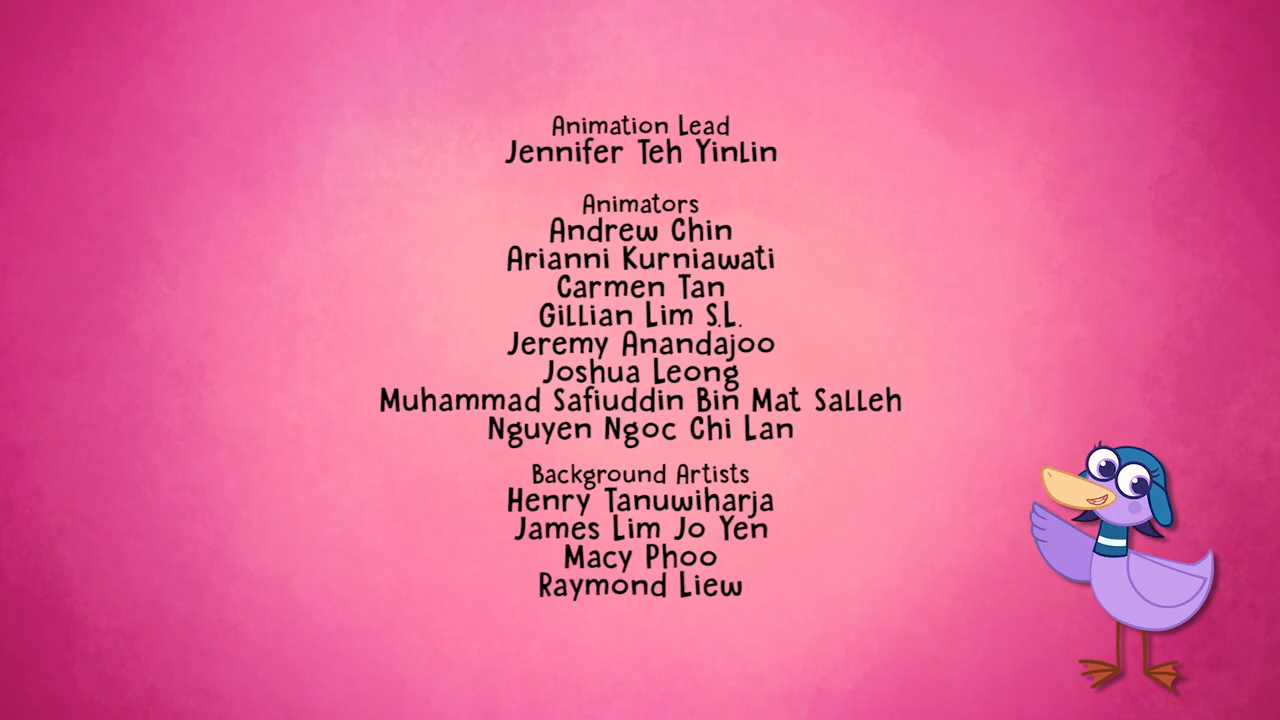 Animation Lead
Jennifer Teh YinLin
Animators
Andrew Chin
Arianni Kurniawati
Carmen Tan
Gillian Lim S.L.
Jeremy Anandajoo
Joshua Leong
Muhammad Safiuddin Bin Mat Salleh
Nguyen Ngoc Chi Lan
Background Artists
Henry Tanuwiharja
James Lim Jo Yen
Macy Phoo
Raymond Liew